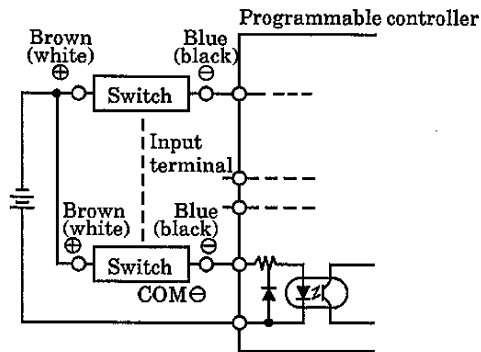 Programmable controller
Brown
(white)
⊕
Blue
(black)
⊖
Switch
Input
terminal
Brown
(white)
⊕
Blue
(black)
⊖
Switch
COM⊖